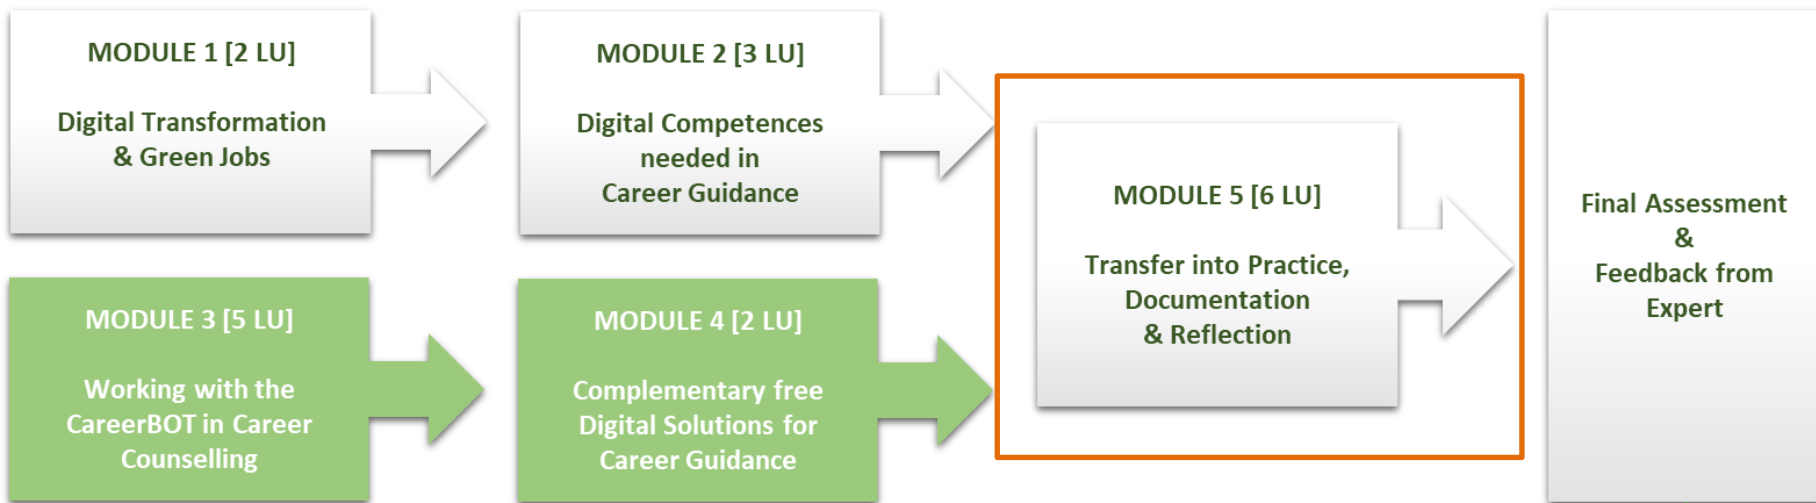 MODULE 1 [2 LU]
Digital Transformation
& Green Jobs
MODULE 2 [3 LU]
Digital Competences
needed in
Career Guidance
MODULE 3 [5 LU]
Working with the
CareerBOT in Career
Counselling
MODULE 4 [2 LU]
Complementary free
Digital Solutions for
Career Guidance
MODULE 5 [6 LU]
Transfer into Practice,
Documentation
& Reflection
Final Assessment
&
Feedback from
Expert